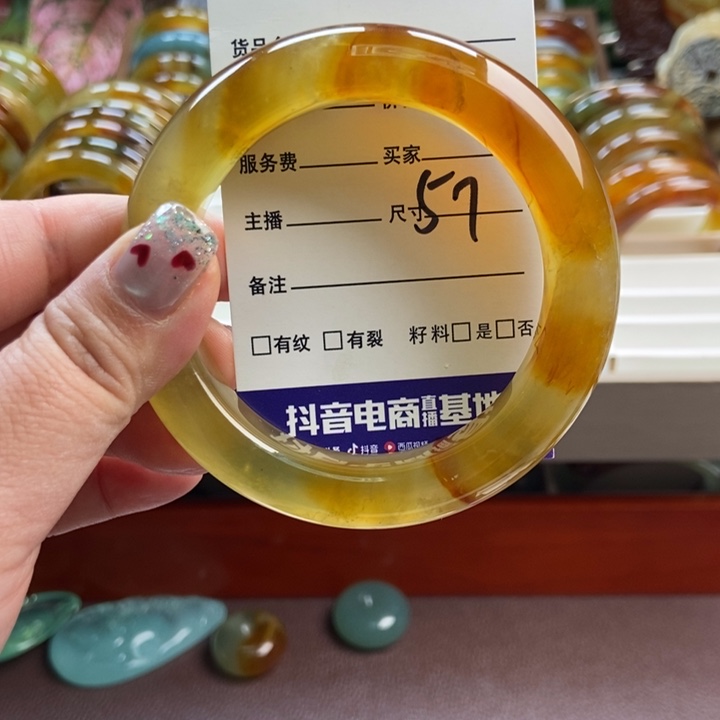 货品
服务费 买家
主播 尺寸 57
备注
□有纹 □有裂 籽料□是□否
抖音电商直播基地
抖音 西瓜视频